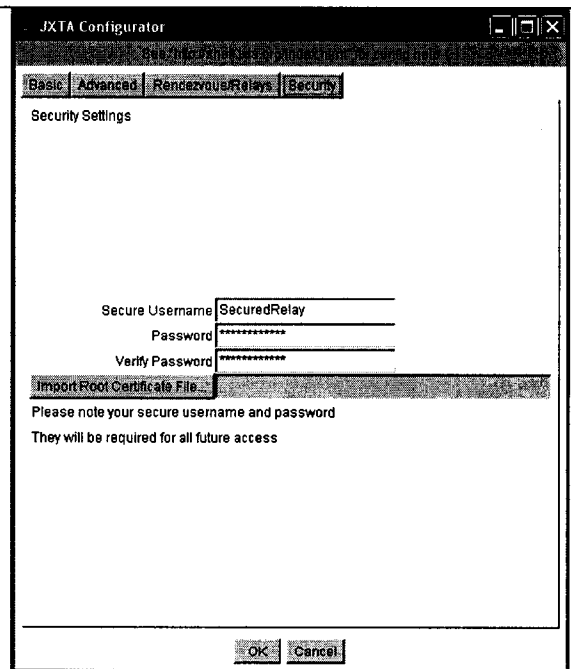 JXTA Configurator
Basic Advanced Rendezvous/Relays Security
Security Settings
Secure Username SecuredRelay
Password ************
Verify Password ************
Import Root Certificate File...
Please note your secure username and password
They will be required for all future access
OK Cancel